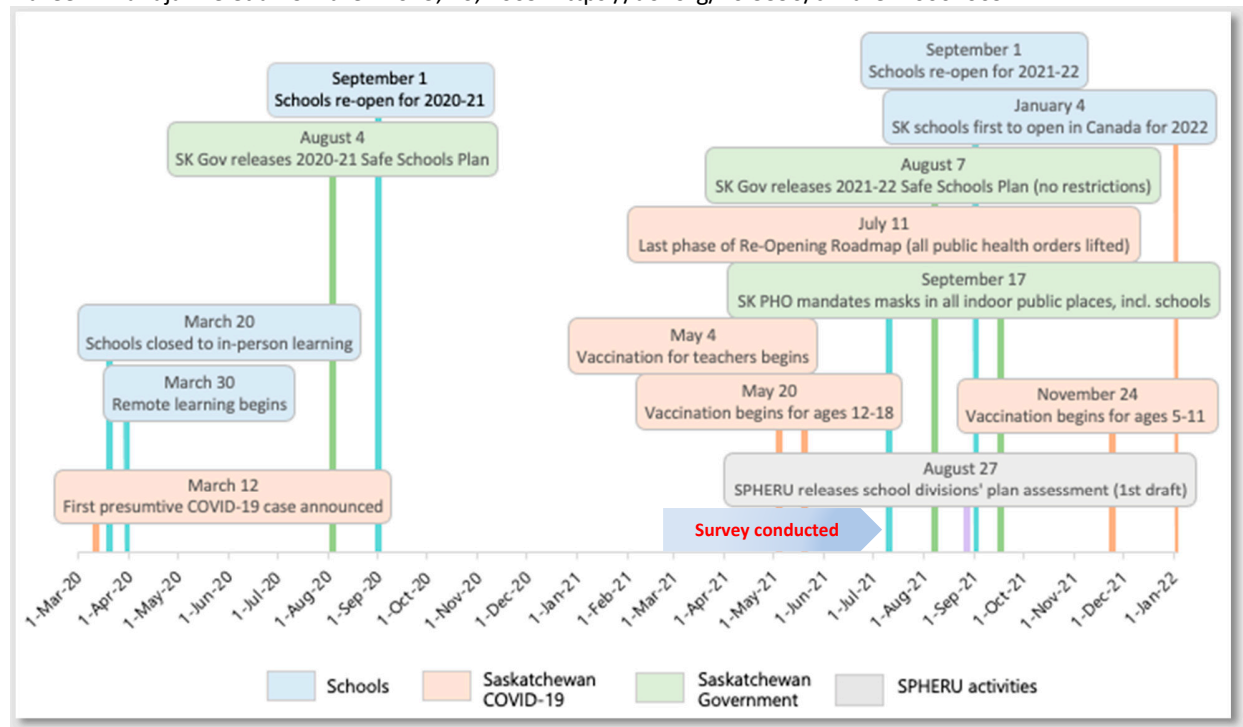 September 1
Schools re-open for 2020-21
August 4
SK Gov releases 2020-21 Safe Schools Plan
March 20
Schools closed to in-person learning
March 30
Remote learning begins
March 12
First presumptive COVID-19 case announced
September 1
Schools re-open for 2021-22
January 4
SK schools first to open in Canada for 2022
August 7
SK Gov releases 2021-22 Safe Schools Plan (no restrictions)
July 11
Last phase of Re-Opening Roadmap (all public health orders lifted)
September 17
SK PHO mandates masks in all indoor public places, incl. schools
May 4
Vaccination for teachers begins
May 20
Vaccination begins for ages 12-18
November 24
Vaccination begins for ages 5-11
August 27
SPHERU releases school divisions' plan assessment (1st draft)
Survey conducted
1-Mar-20
1-Apr-20
1-May-20
1-Jun-20
1-Jul-20
1-Aug-20
1-Sep-20
1-Oct-20
1-Nov-20
1-Dec-20
1-Jan-21
1-Feb-21
1-Mar-21
1-Apr-21
1-May-21
1-Jun-21
1-Jul-21
1-Aug-21
1-Sep-21
1-Oct-21
1-Nov-21
1-Dec-21
1-Jan-22
Schools
Saskatchewan
COVID-19
Saskatchewan
Government
SPHERU activities